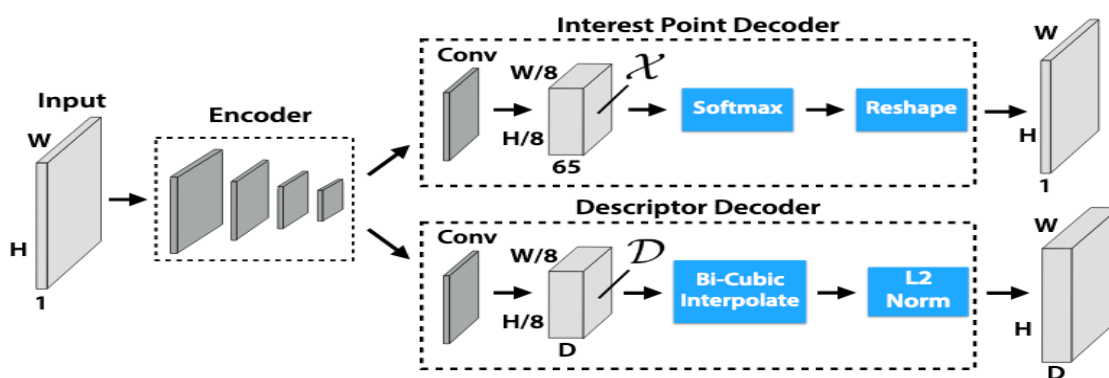 Input
W
H
1
Encoder
Interest Point Decoder
Conv
W/8
H/8
65
𝒳
Softmax
Reshape
W
H
1
Descriptor Decoder
Conv
W/8
H/8
D
𝒟
Bi-Cubic
Interpolate
L2
Norm
W
H
D